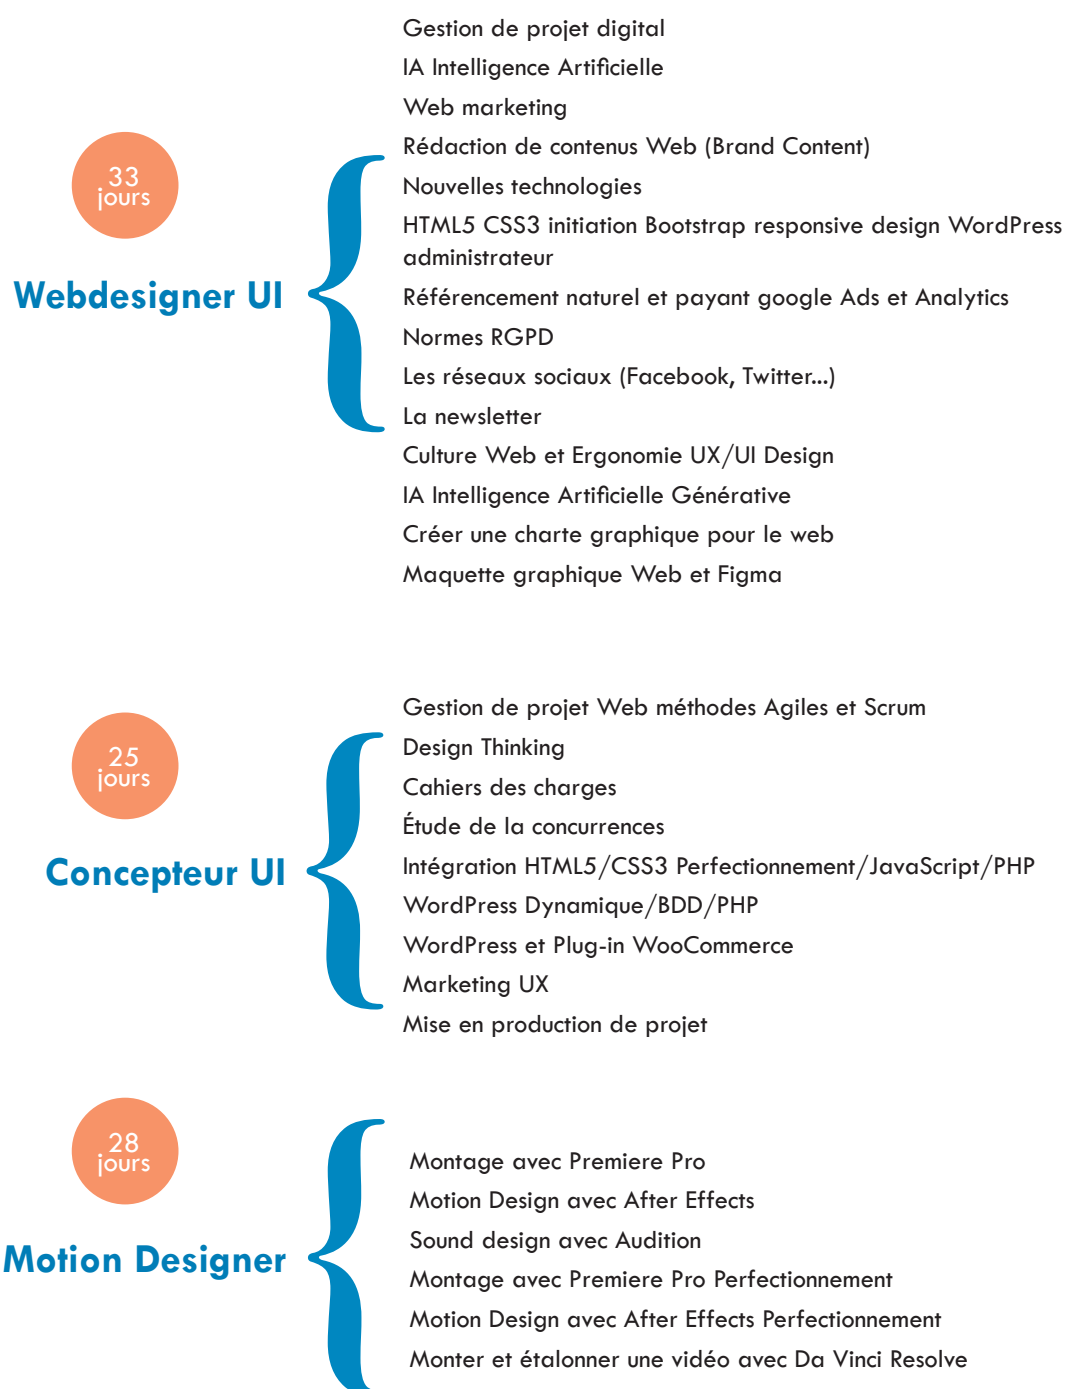 33
jours
Webdesigner UI
Gestion de projet digital
IA Intelligence Artificielle
Web marketing
Rédaction de contenus Web (Brand Content)
Nouvelles technologies
HTML5 CSS3 initiation Bootstrap responsive design WordPress
administrateur
Référencement naturel et payant google Ads et Analytics
Normes RGPD
Les réseaux sociaux (Facebook, Twitter...)
La newsletter
Culture Web et Ergonomie UX/UI Design
IA Intelligence Artificielle Générative
Créer une charte graphique pour le web
Maquette graphique Web et Figma
25
jours
Concepteur UI
Gestion de projet Web méthodes Agiles et Scrum
Design Thinking
Cahiers des charges
Étude de la concurrences
Intégration HTML5/CSS3 Perfectionnement/JavaScript/PHP
WordPress Dynamique/BDD/PHP
WordPress et Plug-in WooCommerce
Marketing UX
Mise en production de projet
28
jours
Motion Designer
Montage avec Premiere Pro
Motion Design avec After Effects
Sound design avec Audition
Montage avec Premiere Pro Perfectionnement
Motion Design avec After Effects Perfectionnement
Monter et étalonner une vidéo avec Da Vinci Resolve